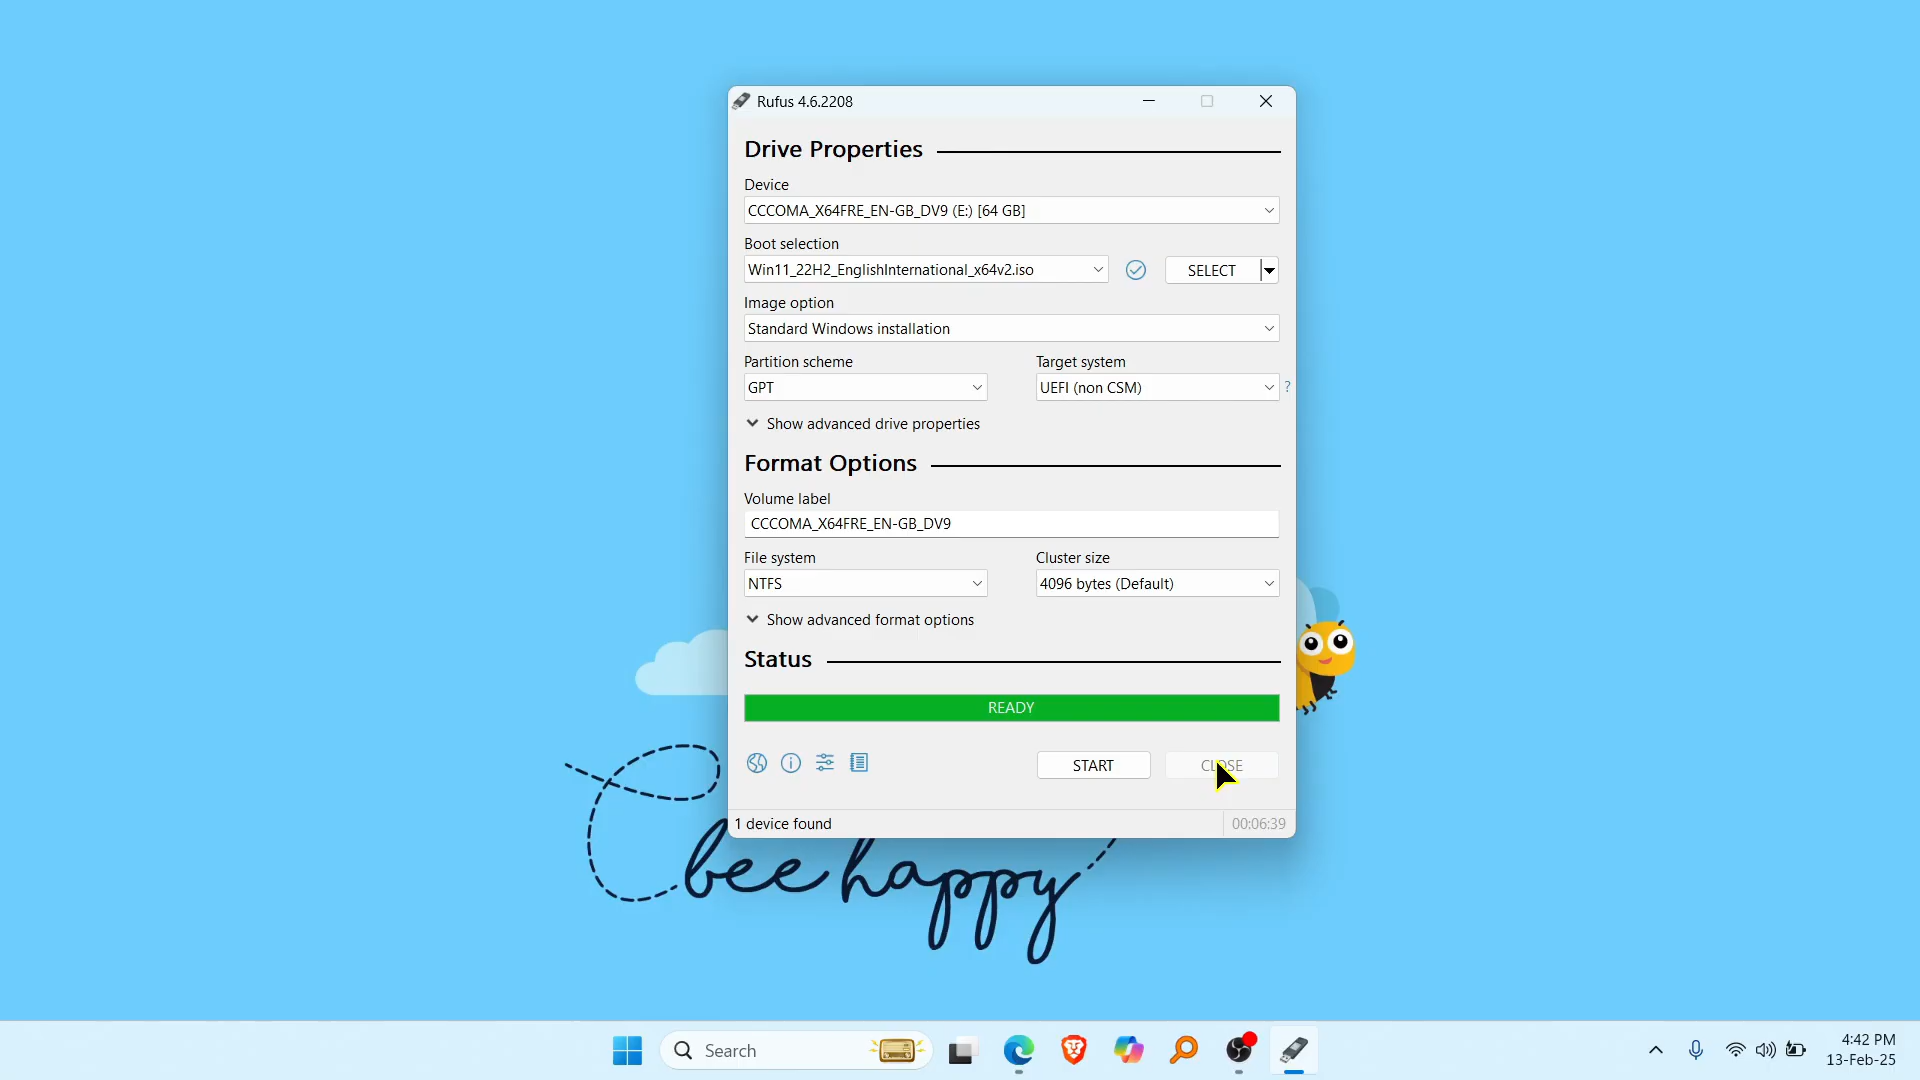 Rufus 4.6.2208
Drive Properties
Device
CCCOMA_X64FRE_EN-GB_DV9 (E:) [64 GB]
Boot selection
Win11_22H2_EnglishInternational_x64v2.iso
SELECT
Image option
Standard Windows installation
Partition scheme
Target system
GPT
UEFI (non CSM)
?
Show advanced drive properties
Format Options
Volume label
CCCOMA_X64FRE_EN-GB_DV9
File system
Cluster size
NTFS
4096 bytes (Default)
Show advanced format options
Status
READY
START
CLOSE
1 device found
00:06:39
bee happy
Search
4:42 PM
13-Feb-25